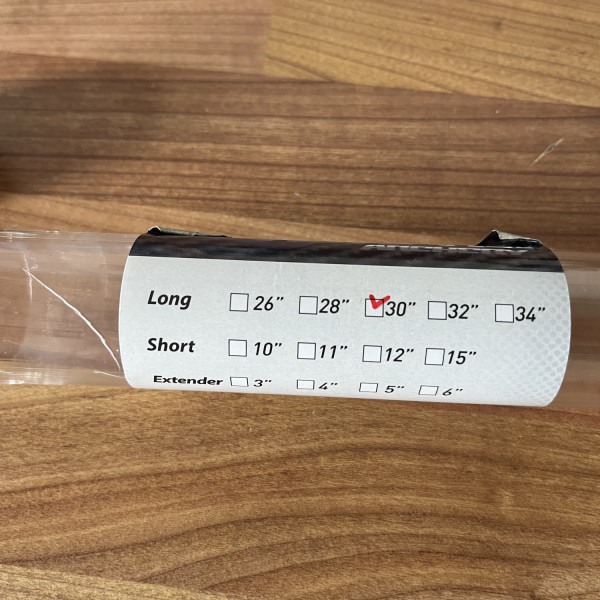 Long ☐ 26” ☐ 28” ☑ 30” ☐ 32” ☐ 34”
Short ☐ 10” ☐ 11” ☐ 12” ☐ 15”
Extender ☐ 3” ☐ 4” ☐ 5” ☐ 6”